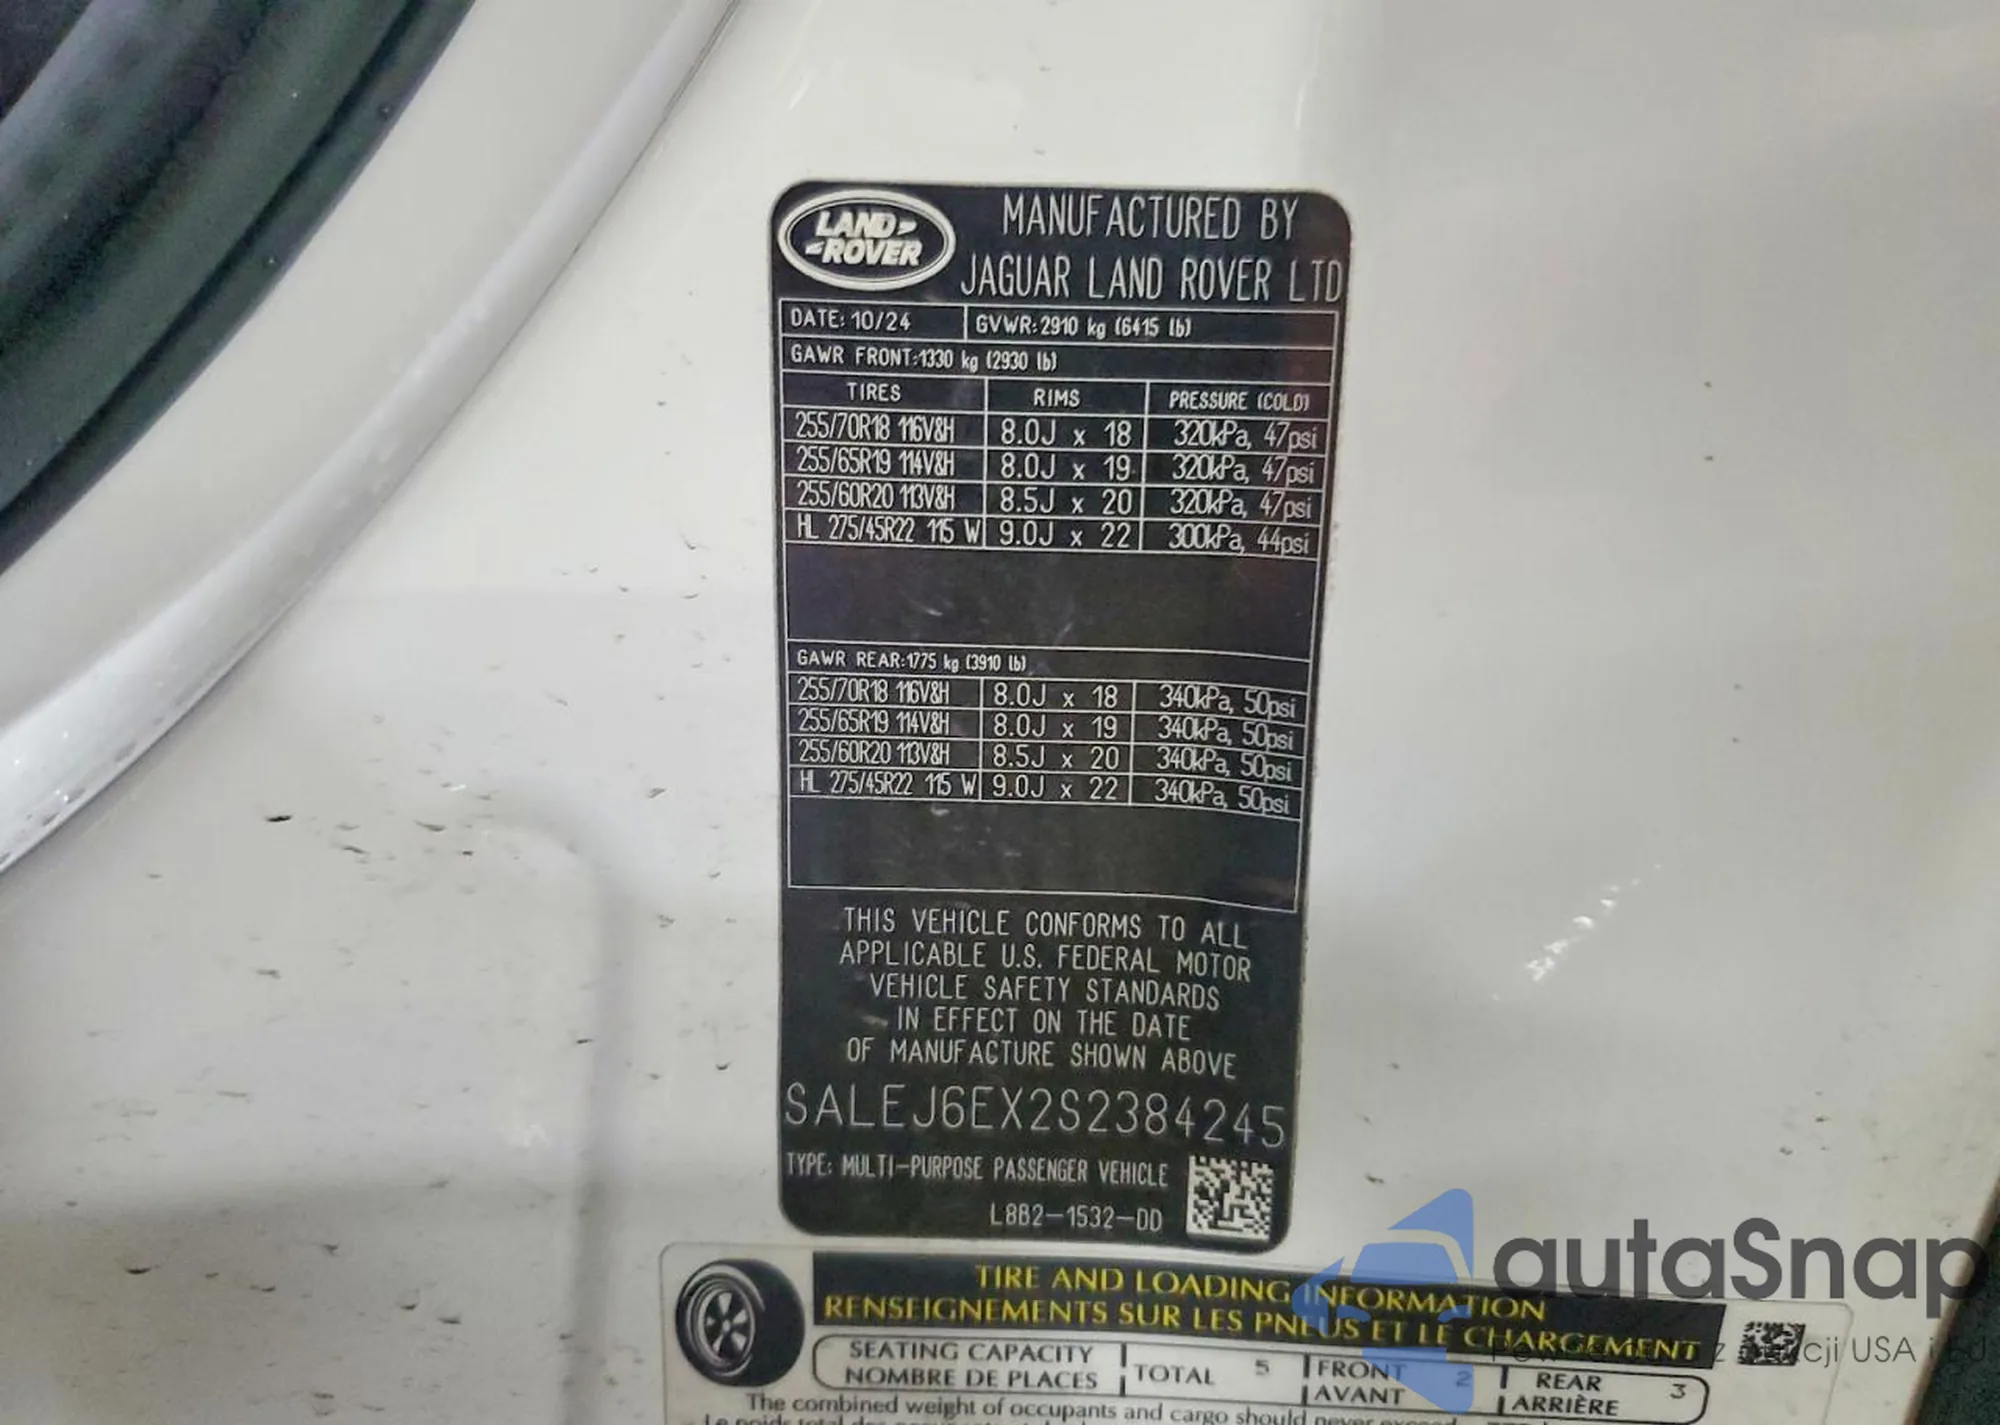 LAND
ROVER
MANUFACTURED BY
JAGUAR LAND ROVER LTD
DATE: 10/24 GVWR: 2910 kg (6415 lb)
GAWR FRONT: 1330 kg (2930 lb)
TIRES RIMS PRESSURE (COLD)
255/70R18 116V&H 8.0J x 18 320kPa, 47psi
255/65R19 114V&H 8.0J x 19 320kPa, 47psi
255/60R20 113V&H 8.5J x 20 320kPa, 47psi
HL 275/45R22 115 W 9.0J x 22 300kPa, 44psi
GAWR REAR: 1775 kg (3910 lb)
255/70R18 116V&H 8.0J x 18 340kPa, 50psi
255/65R19 114V&H 8.0J x 19 340kPa, 50psi
255/60R20 113V&H 8.5J x 20 340kPa, 50psi
HL 275/45R22 115 W 9.0J x 22 340kPa, 50psi
THIS VEHICLE CONFORMS TO ALL
APPLICABLE U.S. FEDERAL MOTOR
VEHICLE SAFETY STANDARDS
IN EFFECT ON THE DATE
OF MANUFACTURE SHOWN ABOVE
SALEJ6EX2S2384245
TYPE: MULTI-PURPOSE PASSENGER VEHICLE
L8B2-1532-DD
TIRE AND LOADING INFORMATION
RENSEIGNEMENTS SUR LES PNEUS ET LE CHARGEMENT
SEATING CAPACITY
NOMBRE DE PLACES
TOTAL 5
FRONT
AVANT
2
REAR
ARRIÈRE
3
The combined weight of occupants and cargo should never exceed
autaSnap
USA i